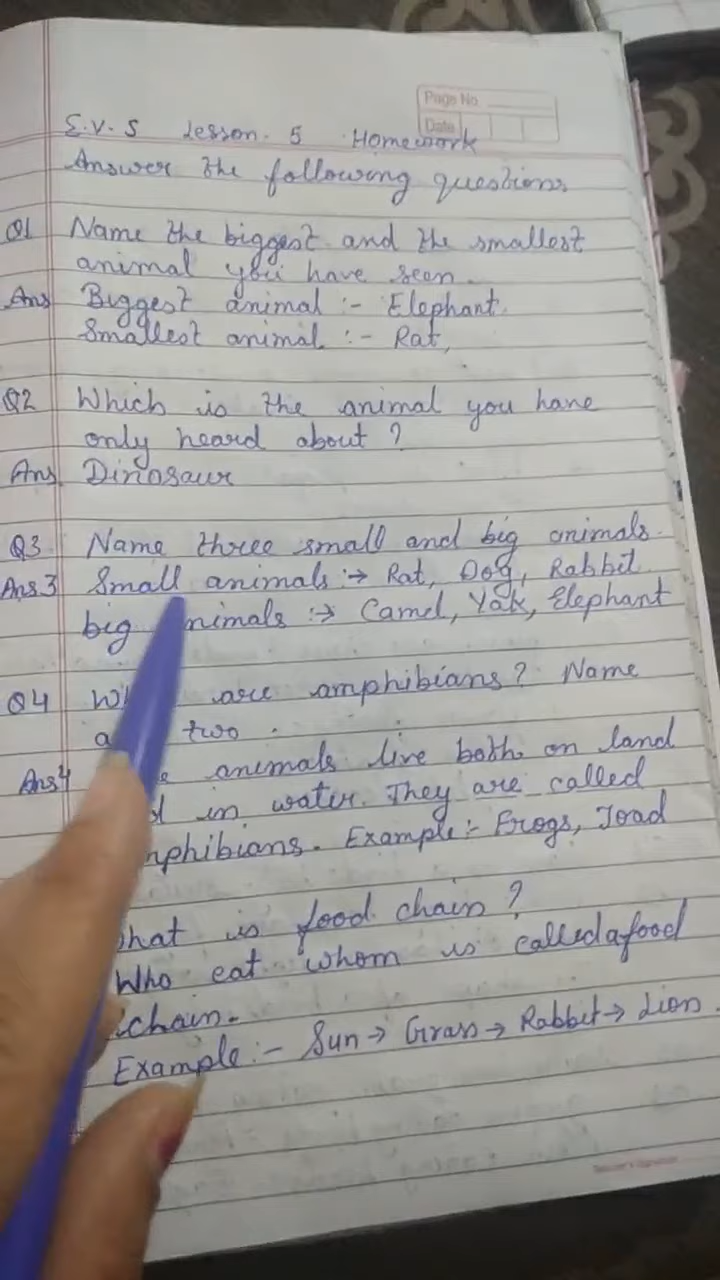 Page No.
Date
E.V.S Lesson. 5 Homework
Answer the following questions
Q1 Name the biggest and the smallest
animal you have seen.
Ans Biggest animal :- Elephant.
Smallest animal :- Rat,
Q2 Which is the animal you have
only heard about?
Ans Dinosaur
Q3. Name three small and big animals.
Ans 3 Small animals :→ Rat, Dog, Rabbit
big nimals :→ Camel, Yak, Elephant
Q4 are amphibians? Name
two.
Ans 4 animals live both on land
in water. They are called
mphibians. Example:- Frogs, Toad
hat is food chain?
Who eat whom is called a food
chain.
Example:- Sun → Grass → Rabbit → Lion.